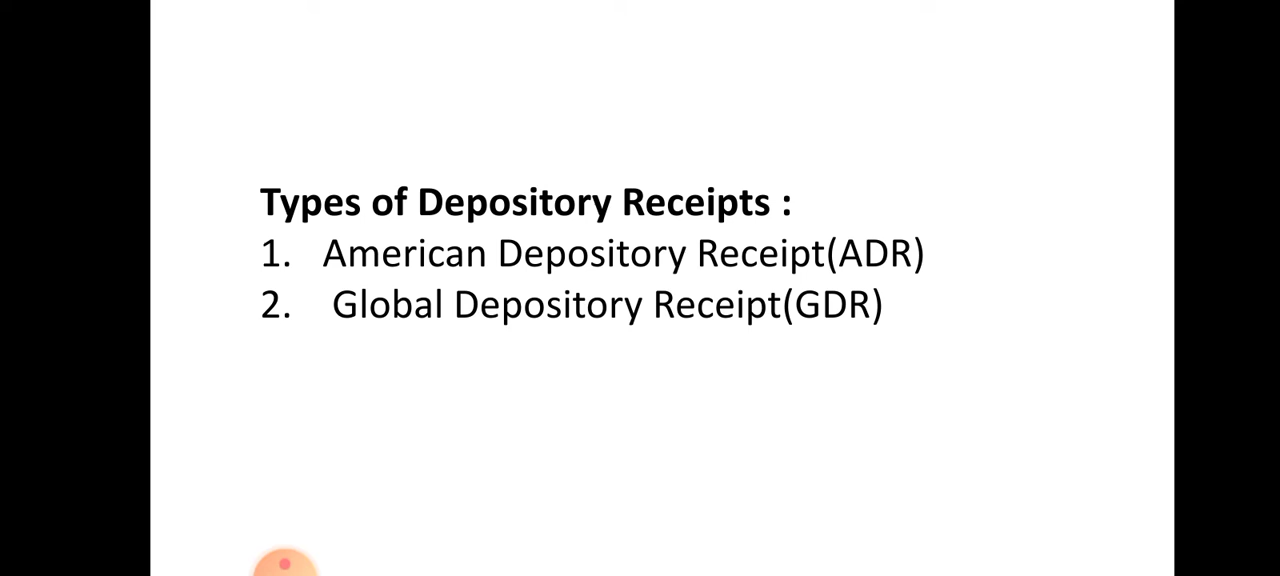 Types of Depository Receipts :
1. American Depository Receipt(ADR)
2. Global Depository Receipt(GDR)